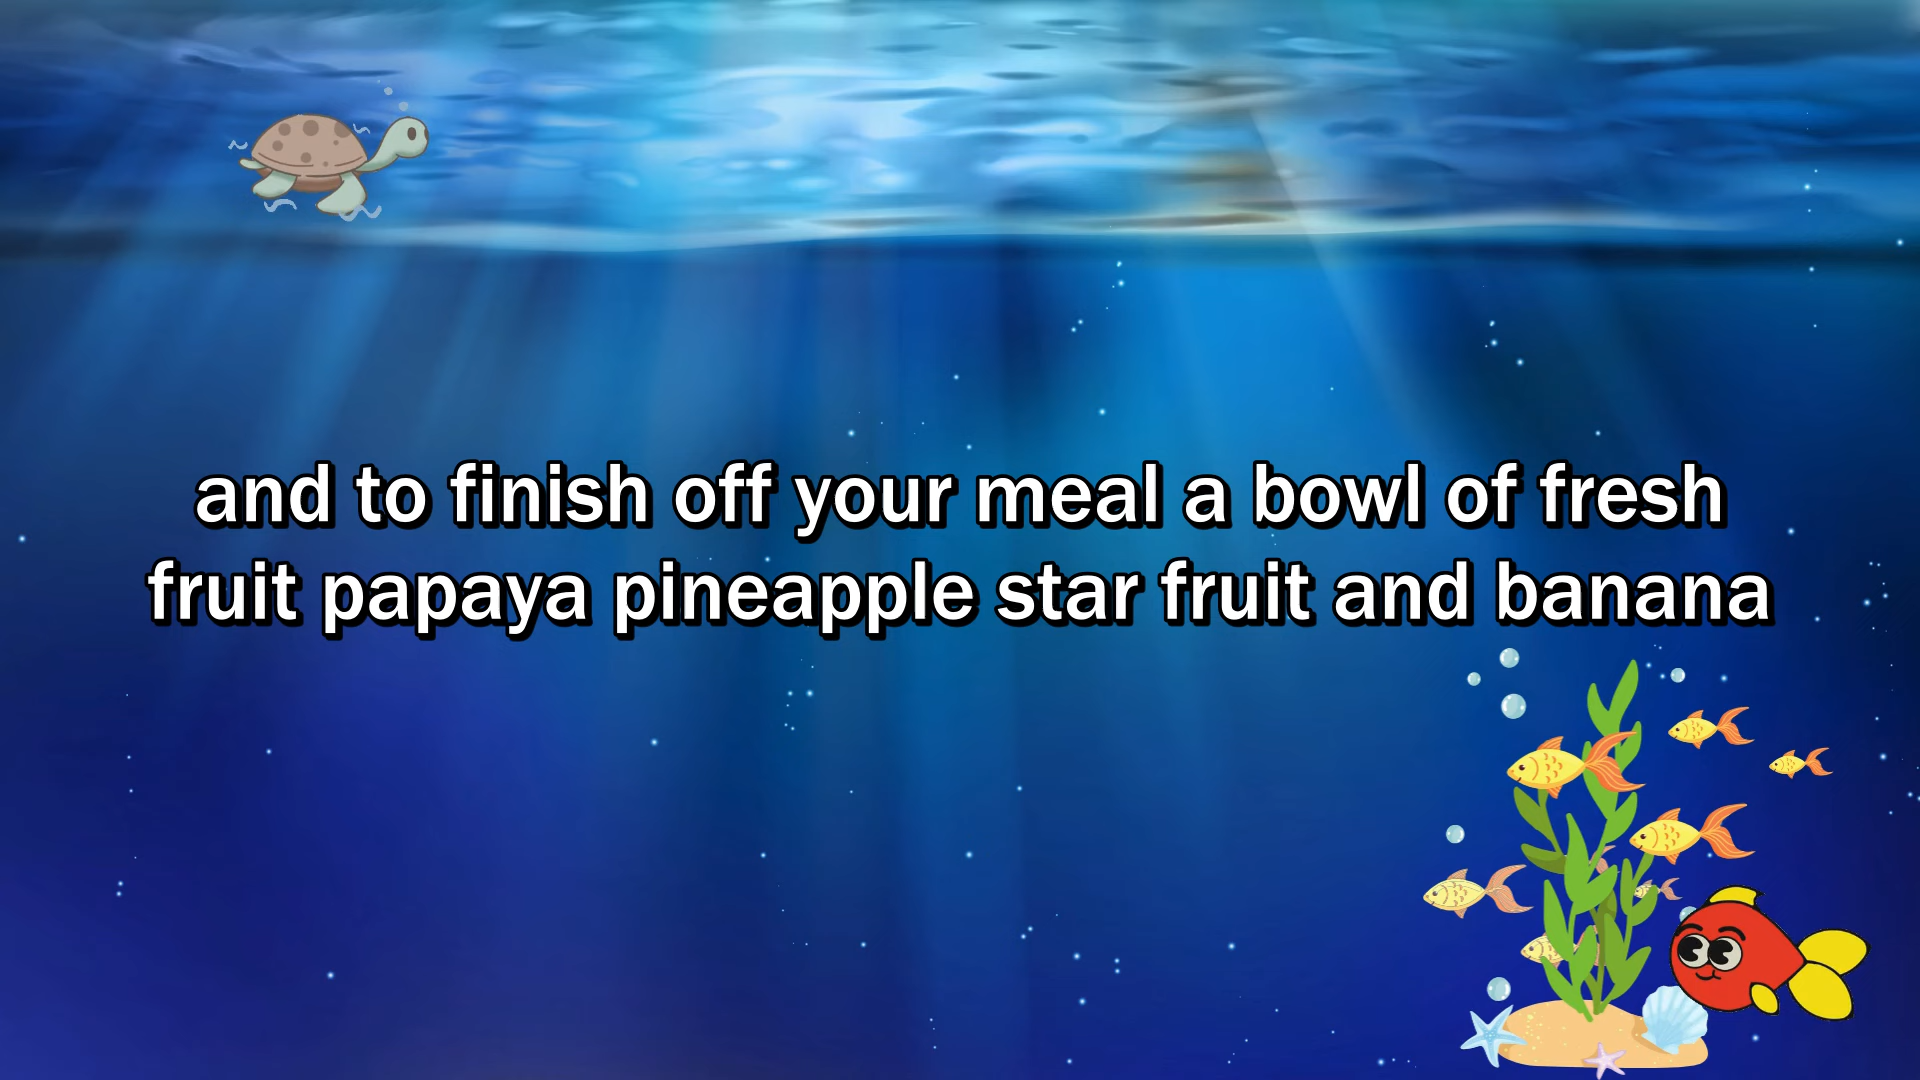 and to finish off your meal a bowl of fresh
fruit papaya pineapple star fruit and banana